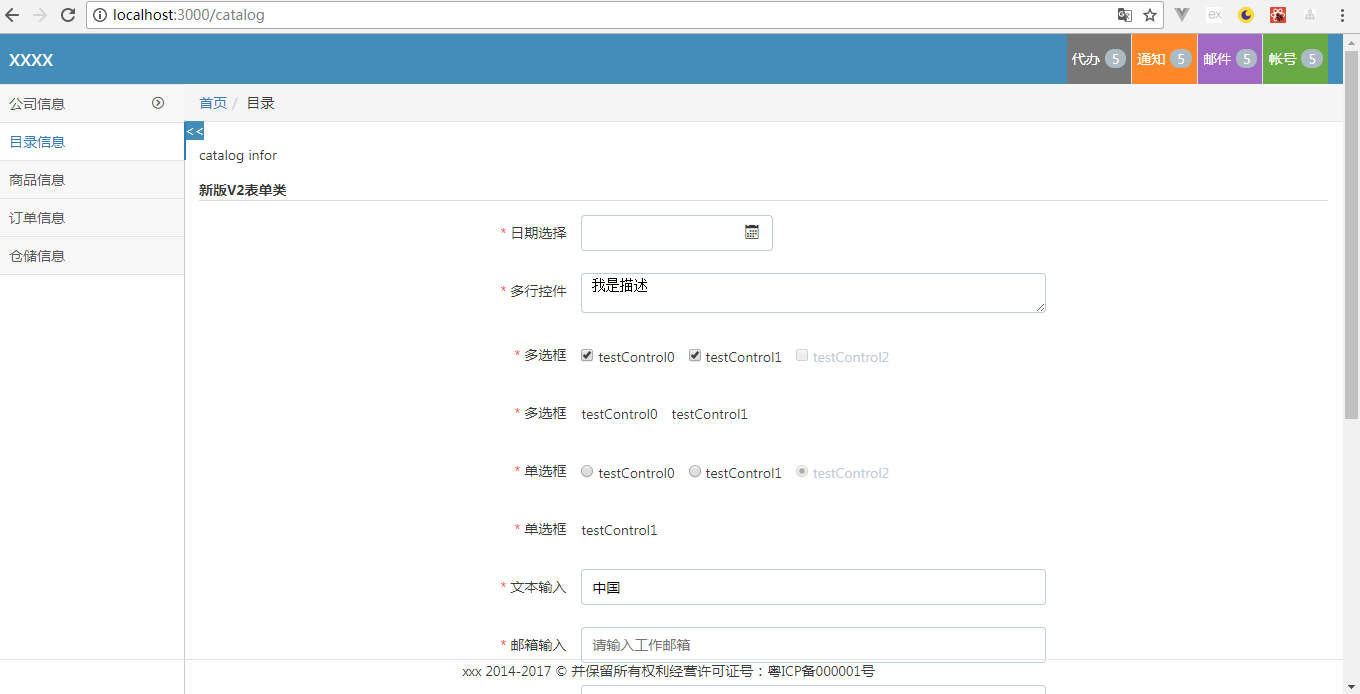 localhost:3000/catalog
XXXX
代办 5 通知 5 邮件 5 帐号 5
公司信息
目录信息
商品信息
订单信息
仓储信息
首页 / 目录
<<
catalog infor
新版V2表单类
* 日期选择
* 多行控件 我是描述
* 多选框 testControl0 testControl1 testControl2
* 多选框 testControl0 testControl1
* 单选框 testControl0 testControl1 testControl2
* 单选框 testControl1
* 文本输入 中国
* 邮箱输入 请输入工作邮箱
xxx 2014-2017 © 并保留所有权利经营许可证号：粤ICP备000001号